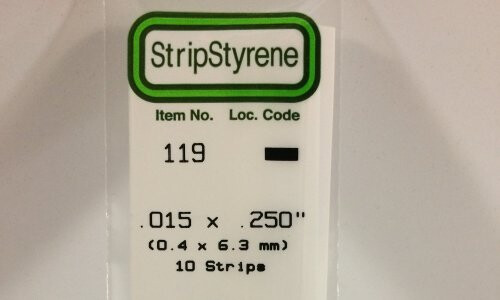 StripStyrene
Item No. Loc. Code
119
.015 x .250"
(0.4 x 6.3 mm)
10 Strips